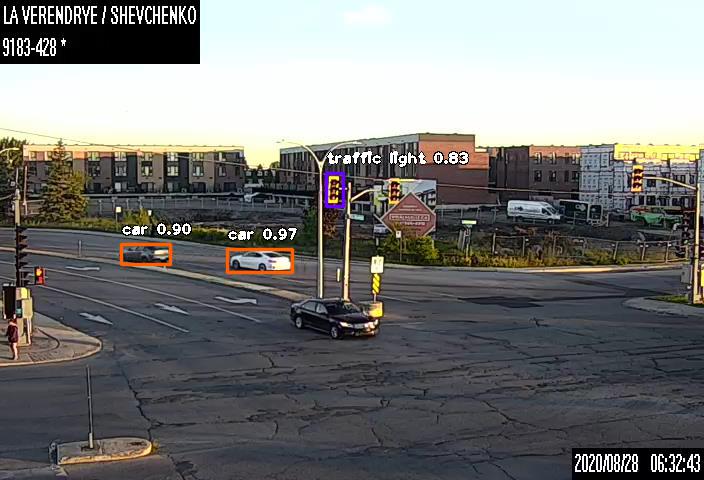 LA VERENDRYE / SHEVCHENKO
9183-428 *
traffic light 0.83
car 0.90
car 0.97
2020/08/28 06:32:43